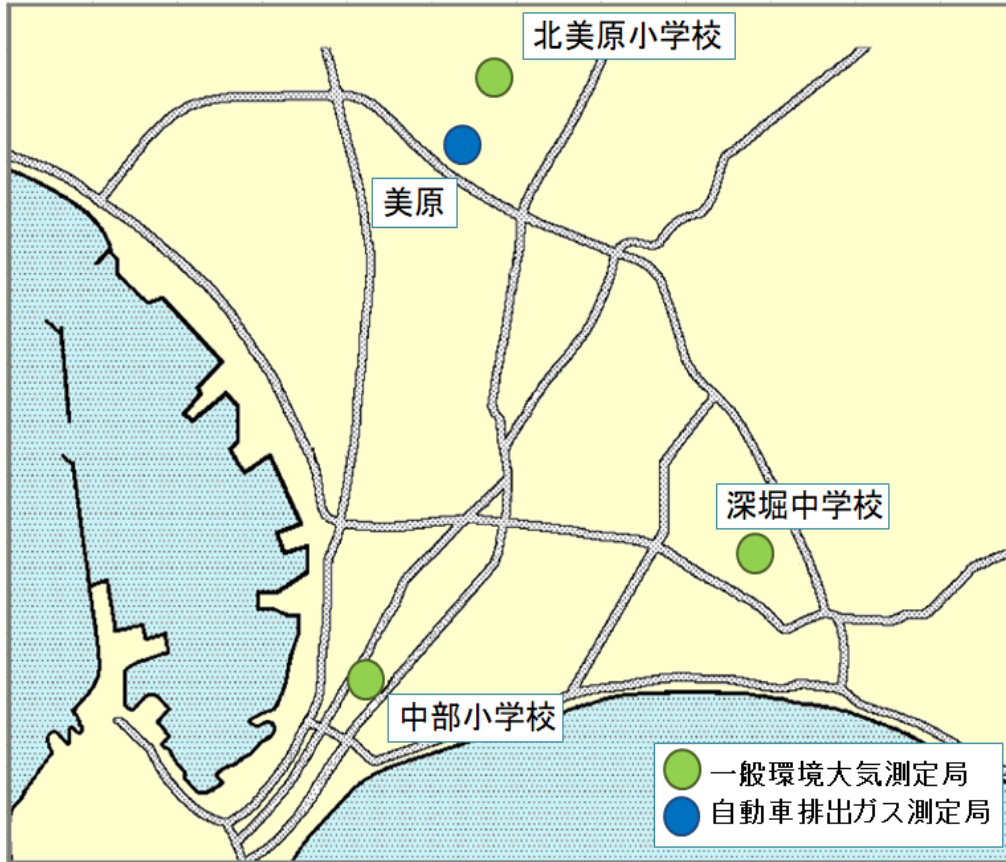 北美原小学校
美原
深堀中学校
中部小学校
一般環境大気測定局
自動車排出ガス測定局